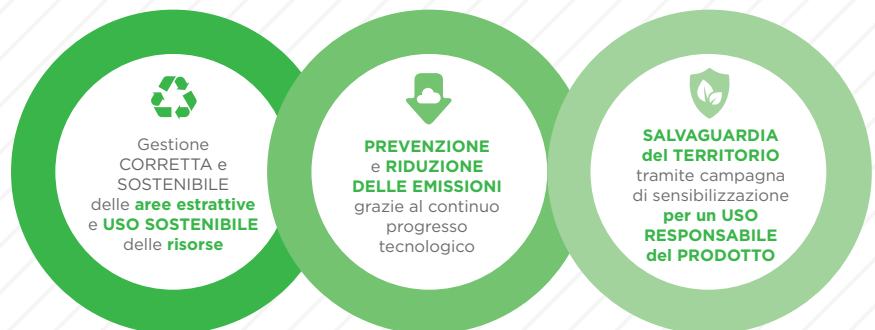 Gestione
CORRETTA e
SOSTENIBILE
delle aree estrattive
e USO SOSTENIBILE
delle risorse
PREVENZIONE
e RIDUZIONE
DELLE EMISSIONI
grazie al continuo
progresso
tecnologico
SALVAGUARDIA
del TERRITORIO
tramite campagna
di sensibilizzazione
per un USO
RESPONSABILE
del PRODOTTO